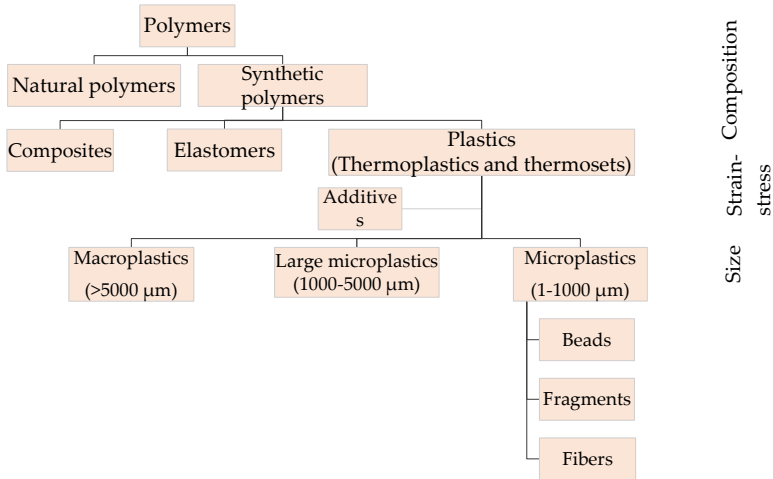 Polymers
Natural polymers
Synthetic
polymers
Composites
Elastomers
Plastics
(Thermoplastics and thermosets)
Additive
s
Macroplastics
(>5000 μm)
Large microplastics
(1000-5000 μm)
Microplastics
(1-1000 μm)
Beads
Fragments
Fibers
Composition
Strain-
stress
Size